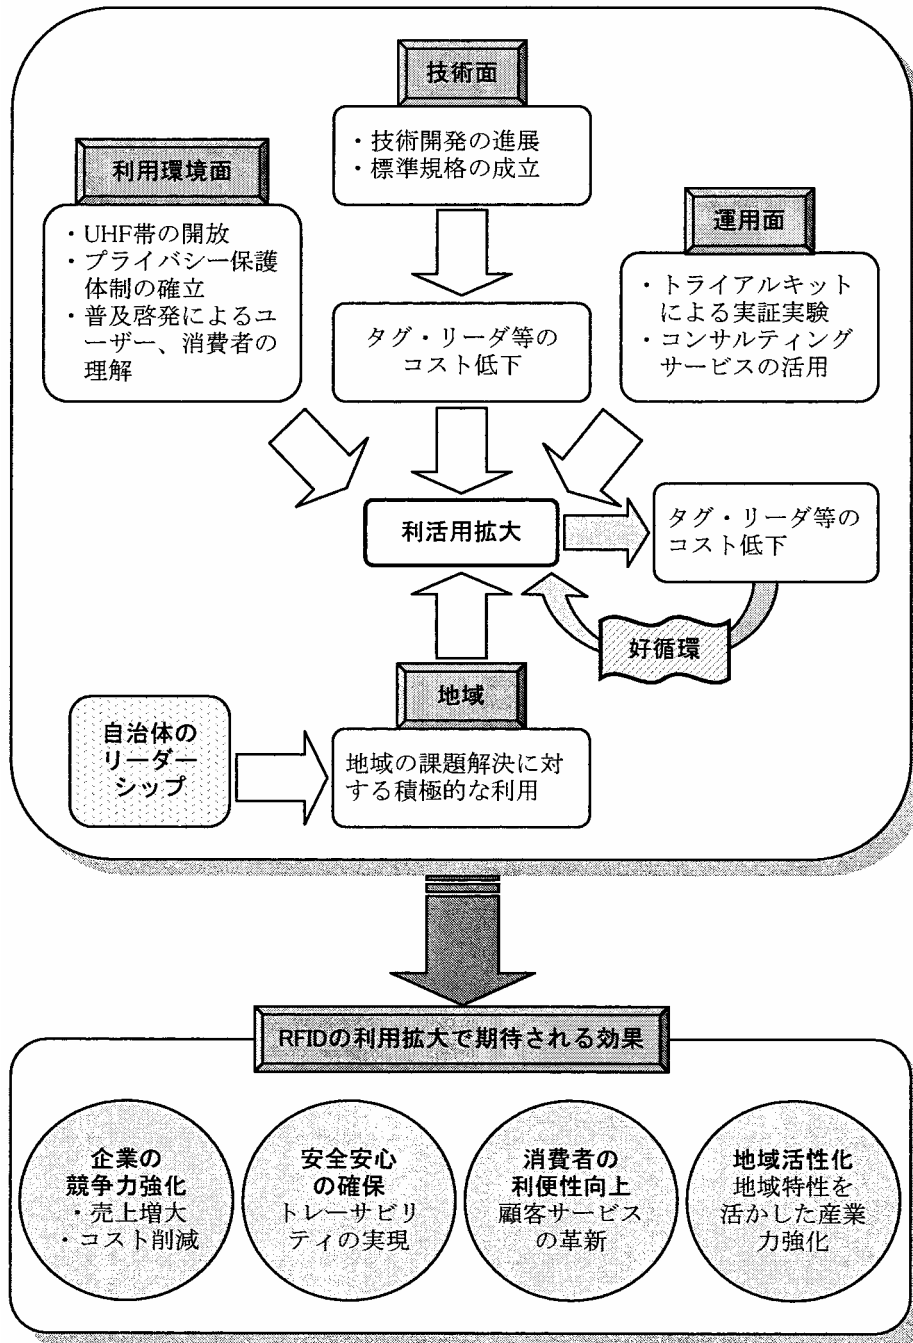 技術面
・技術開発の進展
・標準規格の成立
利用環境面
・UHF帯の開放
・プライバシー保護
体制の確立
・普及啓発によるユ
ーザー、消費者の
理解
運用面
・トライアルキット
による実証実験
・コンサルティング
サービスの活用
タグ・リーダ等の
コスト低下
利活用拡大
タグ・リーダ等の
コスト低下
好循環
地域
自治体の
リーダー
シップ
地域の課題解決に対
する積極的な利用
RFIDの利用拡大で期待される効果
企業の
競争力強化
・売上増大
・コスト削減
安全安心
の確保
トレーサビリ
ティの実現
消費者の
利便性向上
顧客サービス
の革新
地域活性化
地域特性を
活かした産業
力強化